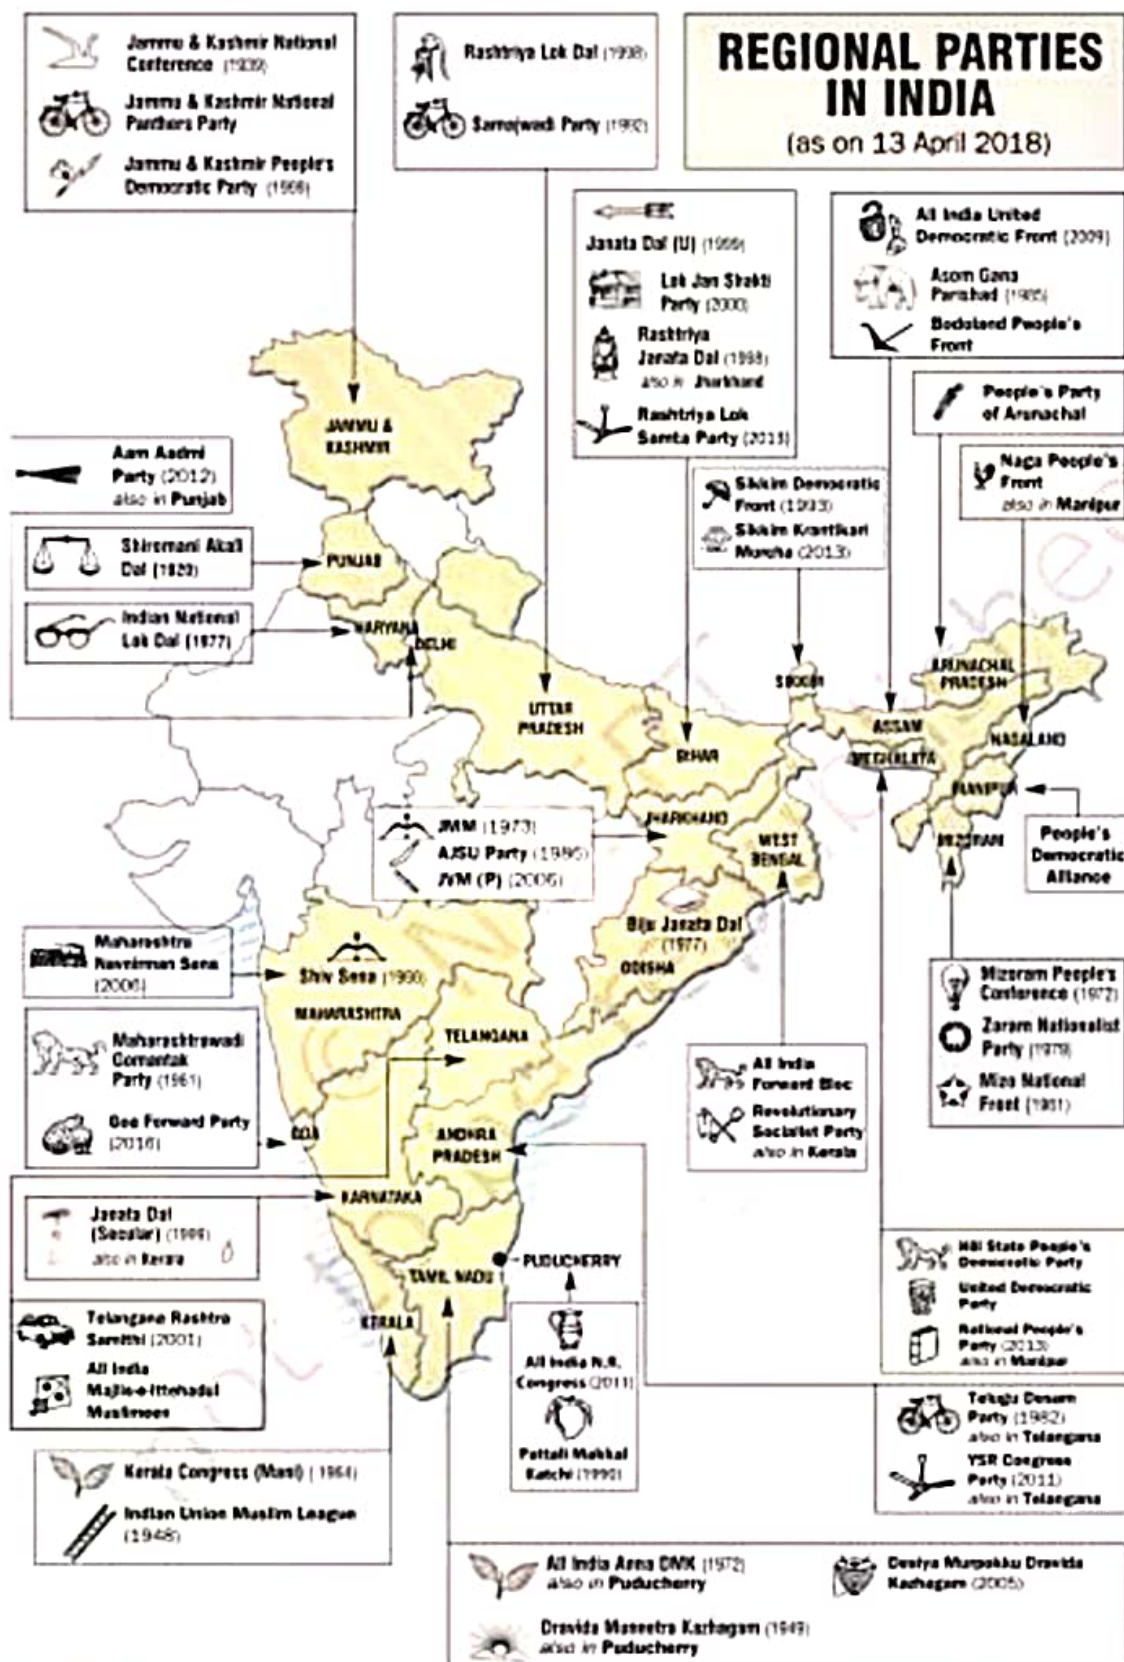 REGIONAL PARTIES
IN INDIA
(as on 13 April 2018)
Jammu & Kashmir National
Conference (1939)
Jammu & Kashmir National
Panthers Party
Jammu & Kashmir People's
Democratic Party
Rashtriya Lok Dal
Samajwadi Party (1992)
Janata Dal (U) (1999)
Lok Jan Shakti
Party (2000)
Rashtriya
Janata Dal
also in Jharkhand
Rashtriya Lok
Samta Party (2013)
All India United
Democratic Front (2009)
Asom Gana
Parishad (1985)
Bodoland People's
Front
People's Party
of Arunachal
Naga People's
Front
also in Manipur
Aam Aadmi
Party (2012)
also in Punjab
Shiromani Akali
Dal (1920)
Indian National
Lok Dal (1977)
Sikkim Democratic
Front (1993)
Sikkim Krantikari
Morcha (2013)
JAMMU &
KASHMIR
PUNJAB
HARYANA
DELHI
UTTAR
PRADESH
BIHAR
SIKKIM
ARUNACHAL
PRADESH
ASSAM
NAGALAND
MEGHALAYA
MANIPUR
MIZORAM
JHARKHAND
WEST
BENGAL
JMM (1973)
AJSU Party (1986)
JVM (P) (2006)
People's
Democratic
Alliance
Biju Janata Dal
(1977)
ODISHA
Maharashtra
Navnirman Sena
(2006)
Shiv Sena
MAHARASHTRA
TELANGANA
Maharashtrawadi
Gomantak
Party (1961)
Goa Forward Party
(2016)
GOA
ANDHRA
PRADESH
All India
Forward Bloc
Revolutionary
Socialist Party
also in Kerala
Mizoram People's
Conference (1972)
Zoram Nationalist
Party
Mizo National
Front (1961)
KARNATAKA
Janata Dal
(Secular)
also in Kerala
TAMIL NADU
PUDUCHERRY
KERALA
Hill State People's
Democratic Party
United Democratic
Party
National People's
Party (2013)
also in Manipur
Telangana Rashtra
Samithi (2001)
All India
Majlis-e-Ittehadul
Muslimeen
All India N.R.
Congress (2011)
Pattali Makkal
Katchi
Telugu Desam
Party (1982)
also in Telangana
YSR Congress
Party (2011)
also in Telangana
Kerala Congress (Mani) (1964)
Indian Union Muslim League
(1948)
All India Anna DMK (1972)
also in Puducherry
Desiya Murpokku Dravida
Kazhagam (2005)
Dravida Munnetra Kazhagam (1949)
also in Puducherry